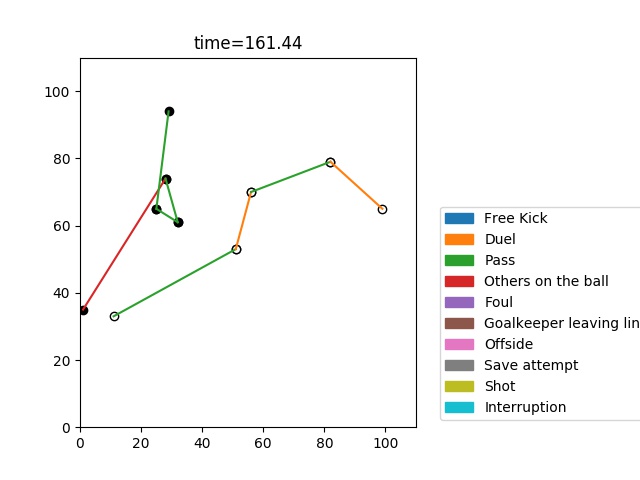 time=161.44
100
80
60
40
20
0
0 20 40 60 80 100
Free Kick
Duel
Pass
Others on the ball
Foul
Goalkeeper leaving lin
Offside
Save attempt
Shot
Interruption